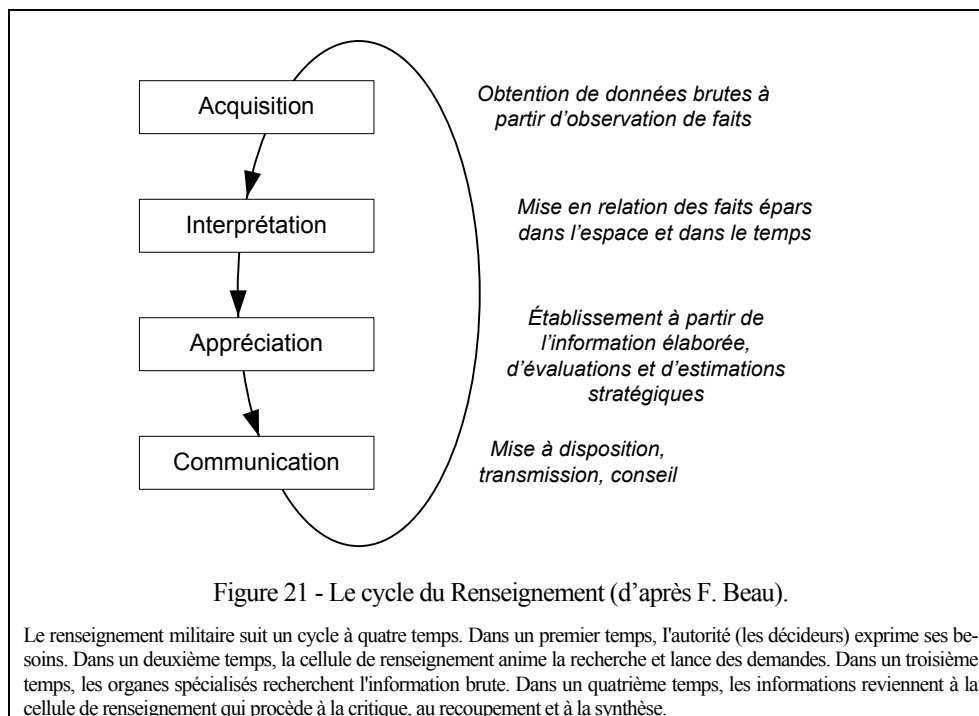 Acquisition
Obtention de données brutes à
partir d’observation de faits
Interprétation
Mise en relation des faits épars
dans l’espace et dans le temps
Appréciation
Établissement à partir de
l’information élaborée,
d’évaluations et d’estimations
stratégiques
Communication
Mise à disposition,
transmission, conseil
Figure 21 - Le cycle du Renseignement (d’après F. Beau).
Le renseignement militaire suit un cycle à quatre temps. Dans un premier temps, l'autorité (les décideurs) exprime ses be-
soins. Dans un deuxième temps, la cellule de renseignement anime la recherche et lance des demandes. Dans un troisième
temps, les organes spécialisés recherchent l'information brute. Dans un quatrième temps, les informations reviennent à la
cellule de renseignement qui procède à la critique, au recoupement et à la synthèse.